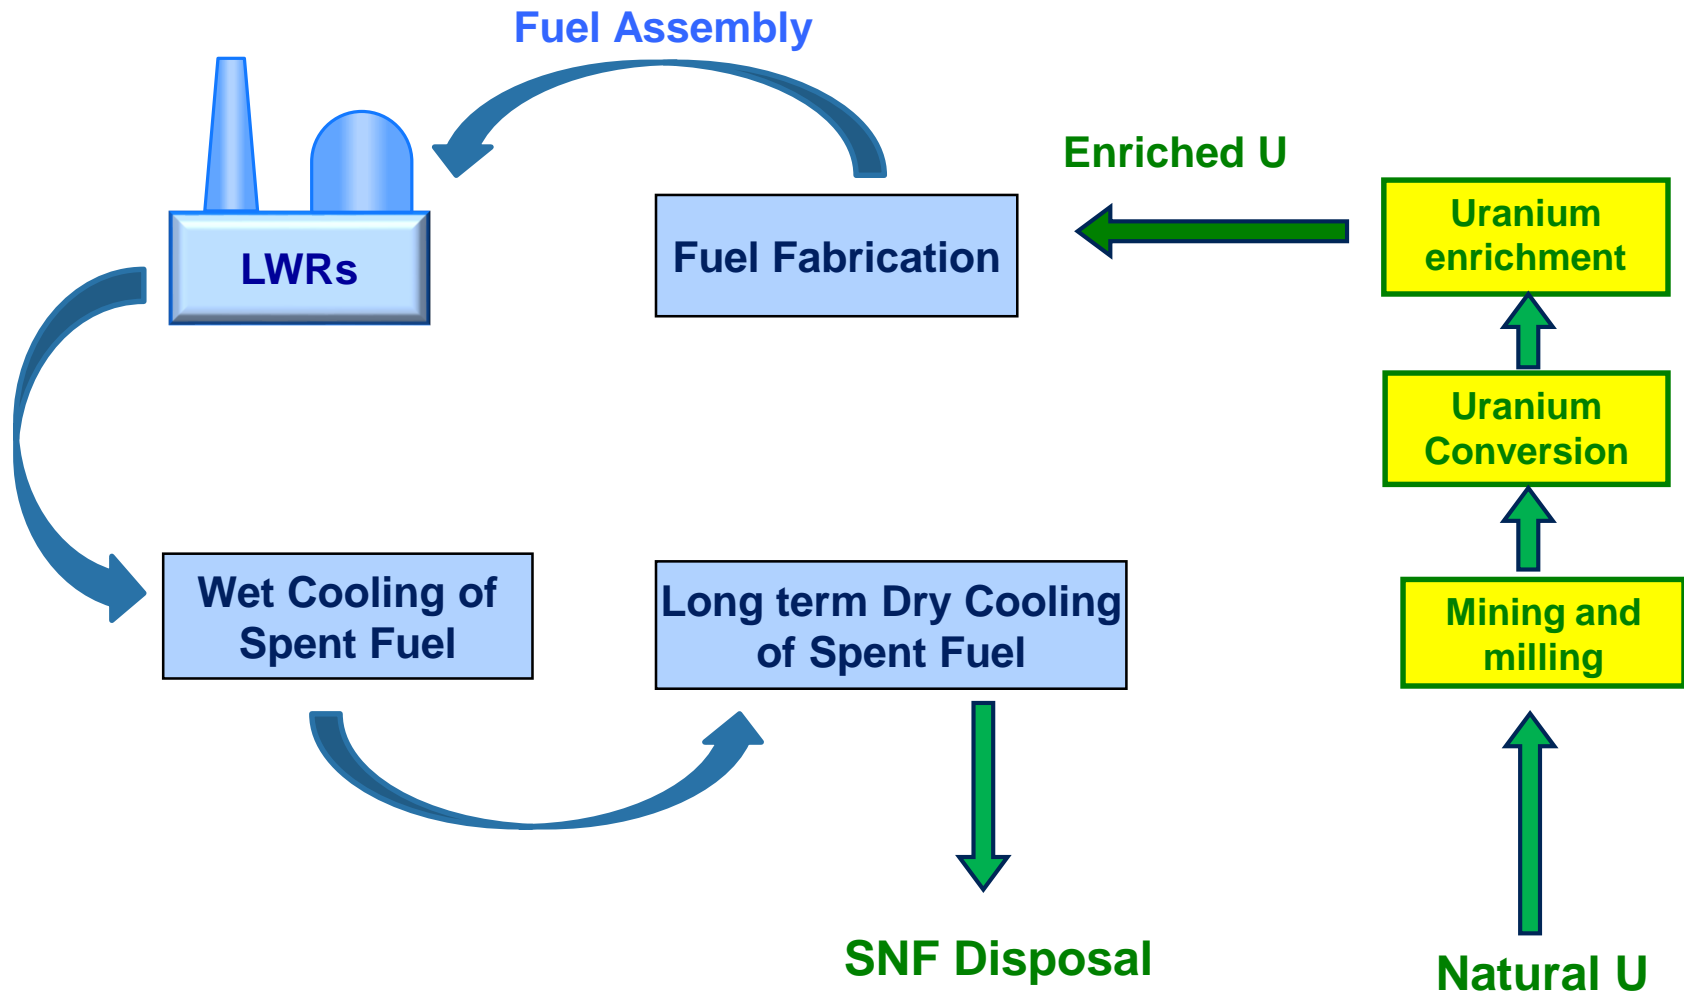 Fuel Assembly
Enriched U
Uranium
enrichment
Fuel Fabrication
LWRs
Uranium
Conversion
Wet Cooling of
Spent Fuel
Long term Dry Cooling
of Spent Fuel
Mining and
milling
SNF Disposal
Natural U